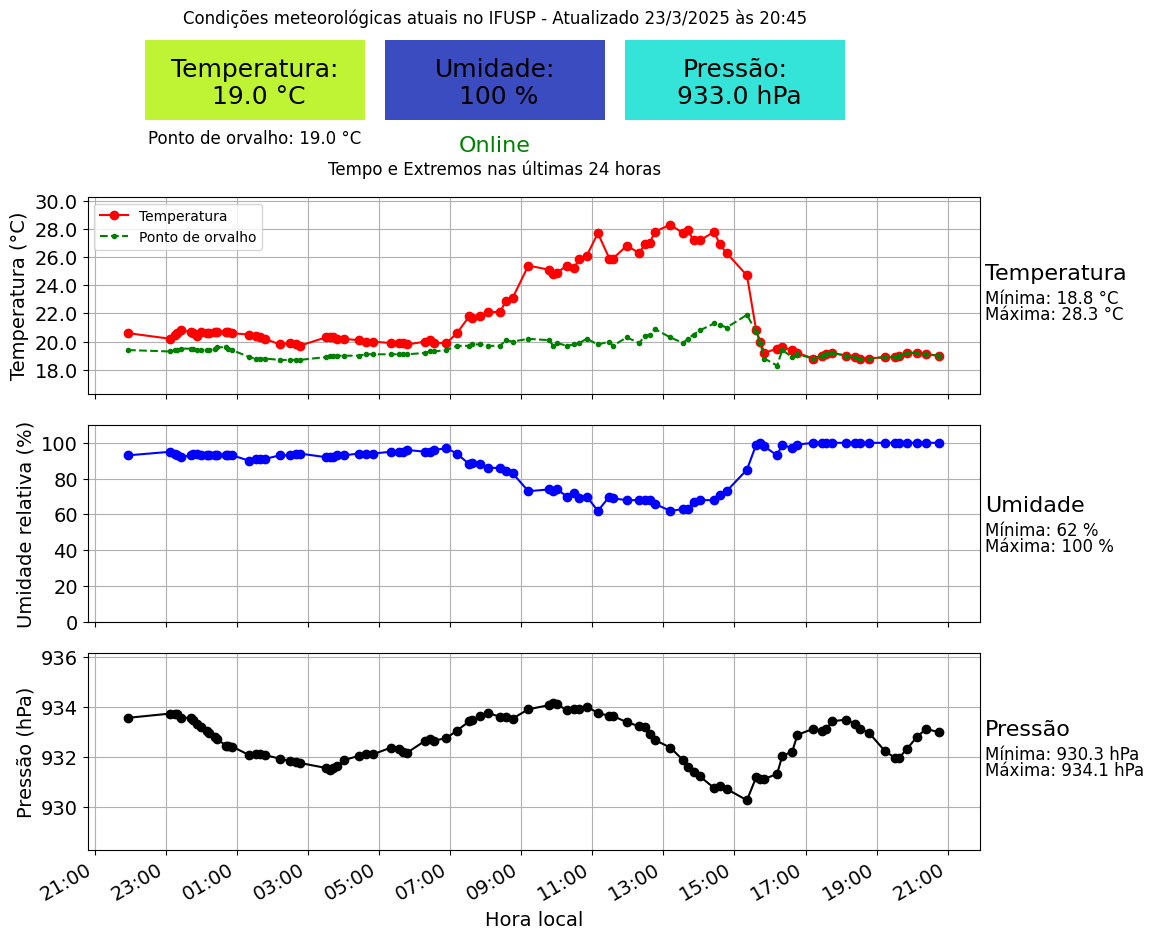 Condições meteorológicas atuais no IFUSP - Atualizado 23/3/2025 às 20:45
Temperatura:
19.0 °C
Umidade:
100 %
Pressão:
933.0 hPa
Ponto de orvalho: 19.0 °C
Online
Tempo e Extremos nas últimas 24 horas
Temperatura (°C)
30.0
28.0
26.0
24.0
22.0
20.0
18.0
Temperatura
Ponto de orvalho
Temperatura
Mínima: 18.8 °C
Máxima: 28.3 °C
Umidade relativa (%)
100
80
60
40
20
0
Umidade
Mínima: 62 %
Máxima: 100 %
Pressão (hPa)
936
934
932
930
Pressão
Mínima: 930.3 hPa
Máxima: 934.1 hPa
21:00
23:00
01:00
03:00
05:00
07:00
09:00
11:00
13:00
15:00
17:00
19:00
21:00
Hora local